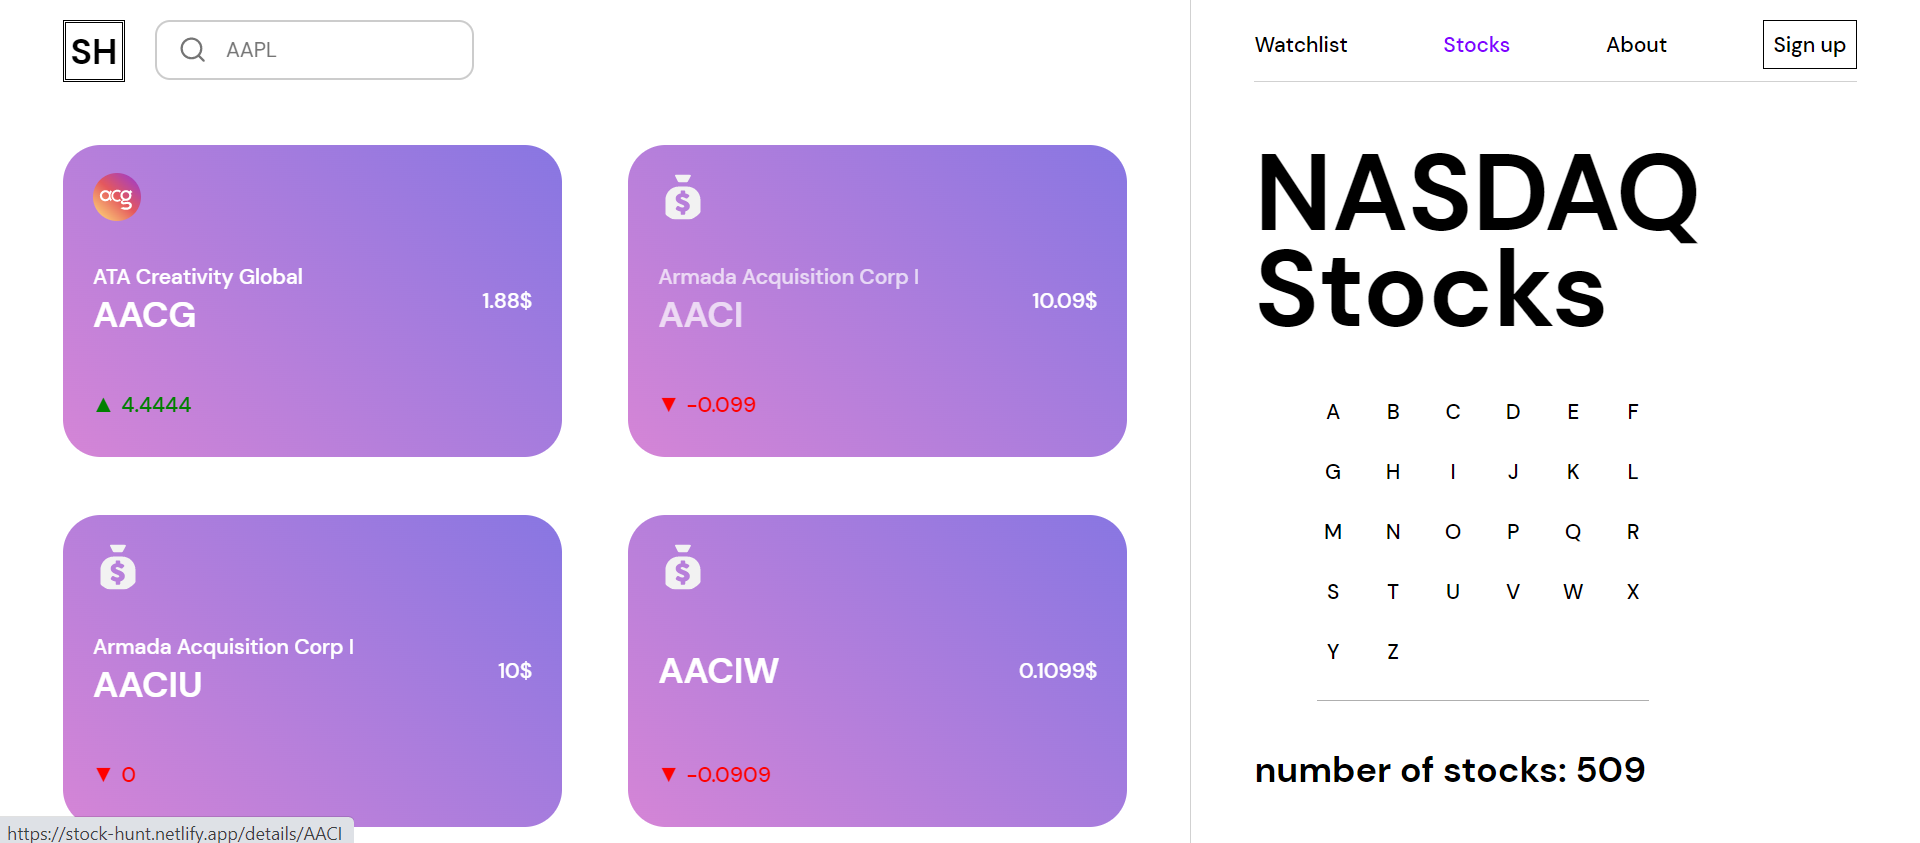 SH
AAPL
Watchlist
Stocks
About
Sign up
acg
ATA Creativity Global
AACG
1.88$
▲ 4.4444
$
Armada Acquisition Corp I
AACI
10.09$
▼ -0.099
$
Armada Acquisition Corp I
AACIU
10$
▼ 0
$
AACIW
0.1099$
▼ -0.0909
NASDAQ
Stocks
A B C D E F
G H I J K L
M N O P Q R
S T U V W X
Y Z
number of stocks: 509
https://stock-hunt.netlify.app/details/AACI